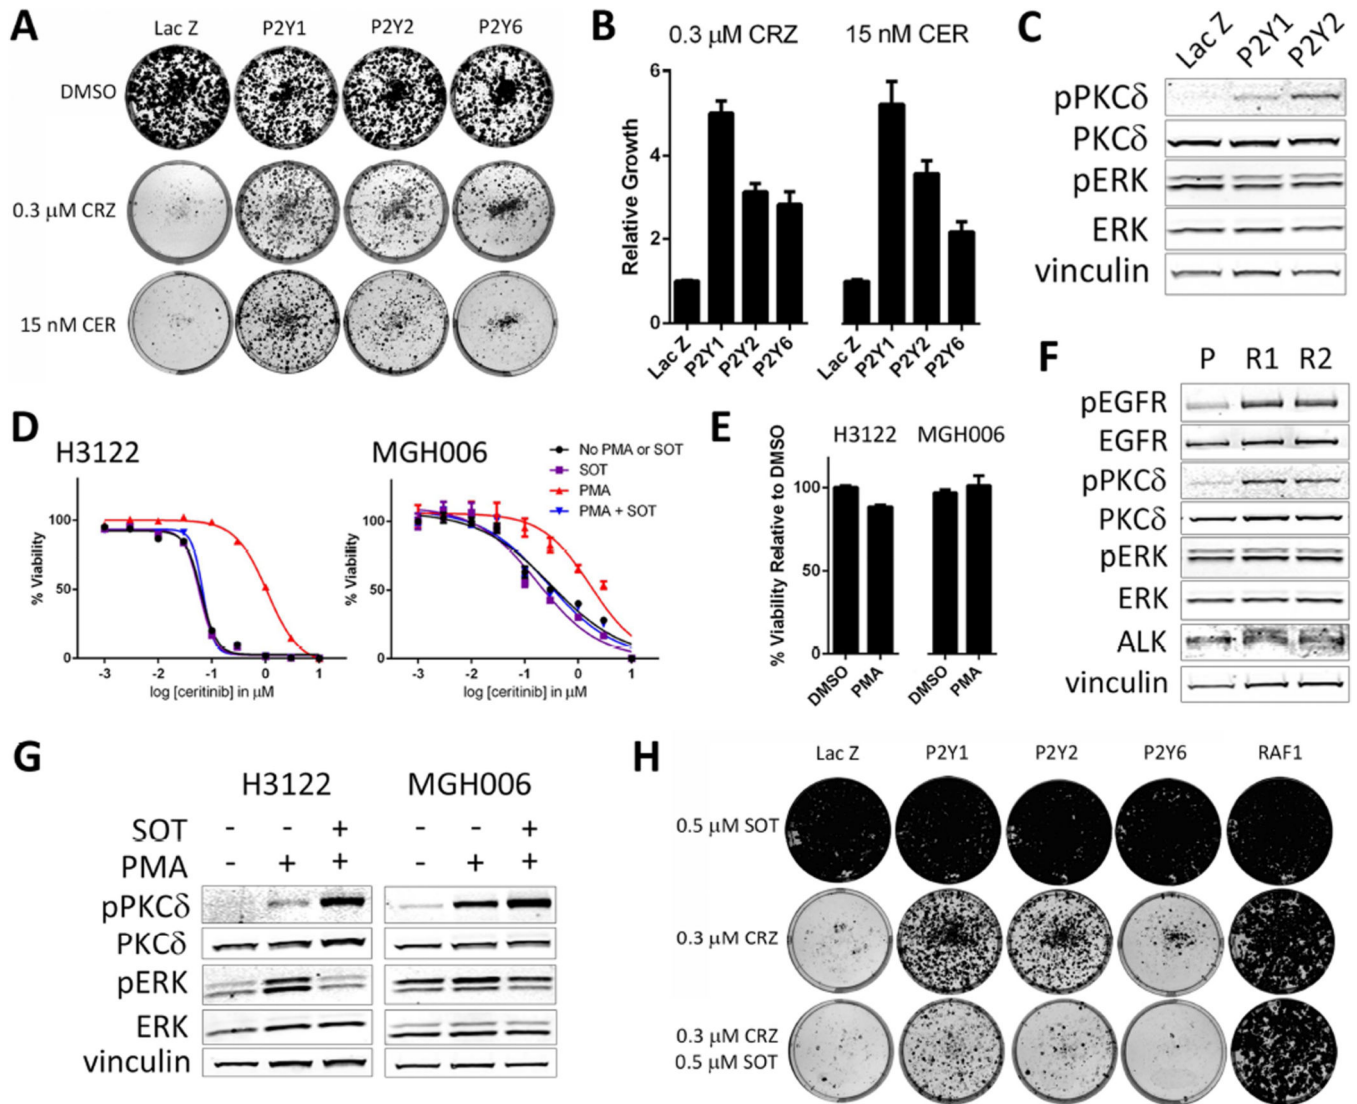 A
Lac Z P2Y1 P2Y2 P2Y6
DMSO
0.3 µM CRZ
15 nM CER
B
0.3 µM CRZ 15 nM CER
Relative Growth
6
4
2
0
Lac Z P2Y1 P2Y2 P2Y6 Lac Z P2Y1 P2Y2 P2Y6
C
Lac Z P2Y1 P2Y2
pPKCδ
PKCδ
pERK
ERK
vinculin
D
H3122
% Viability
100
50
0
-3 -2 -1 0 1
log [ceritinib] in µM
MGH006
No PMA or SOT
SOT
PMA
PMA + SOT
% Viability
100
50
0
-3 -2 -1 0 1
log [ceritinib] in µM
E
H3122 MGH006
% Viability Relative to DMSO
100
50
0
DMSO PMA DMSO PMA
F
P R1 R2
pEGFR
EGFR
pPKCδ
PKCδ
pERK
ERK
ALK
vinculin
G
H3122 MGH006
SOT - - + - - +
PMA - + + - + +
pPKCδ
PKCδ
pERK
ERK
vinculin
H
Lac Z P2Y1 P2Y2 P2Y6 RAF1
0.5 µM SOT
0.3 µM CRZ
0.3 µM CRZ
0.5 µM SOT